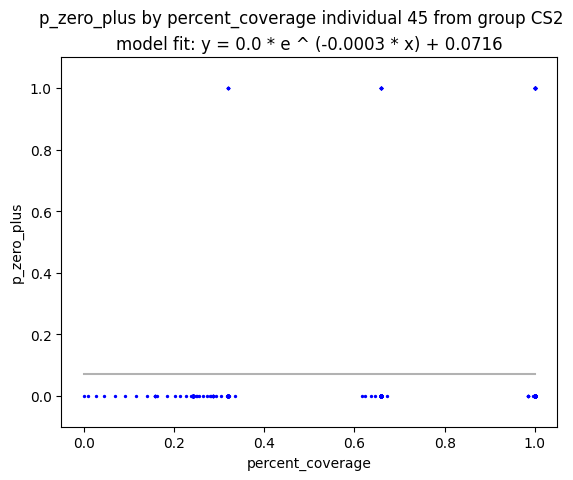 p_zero_plus by percent_coverage individual 45 from group CS2
model fit: y = 0.0 * e ^ (-0.0003 * x) + 0.0716
1.0
0.8
0.6
0.4
0.2
0.0
p_zero_plus
0.0 0.2 0.4 0.6 0.8 1.0
percent_coverage